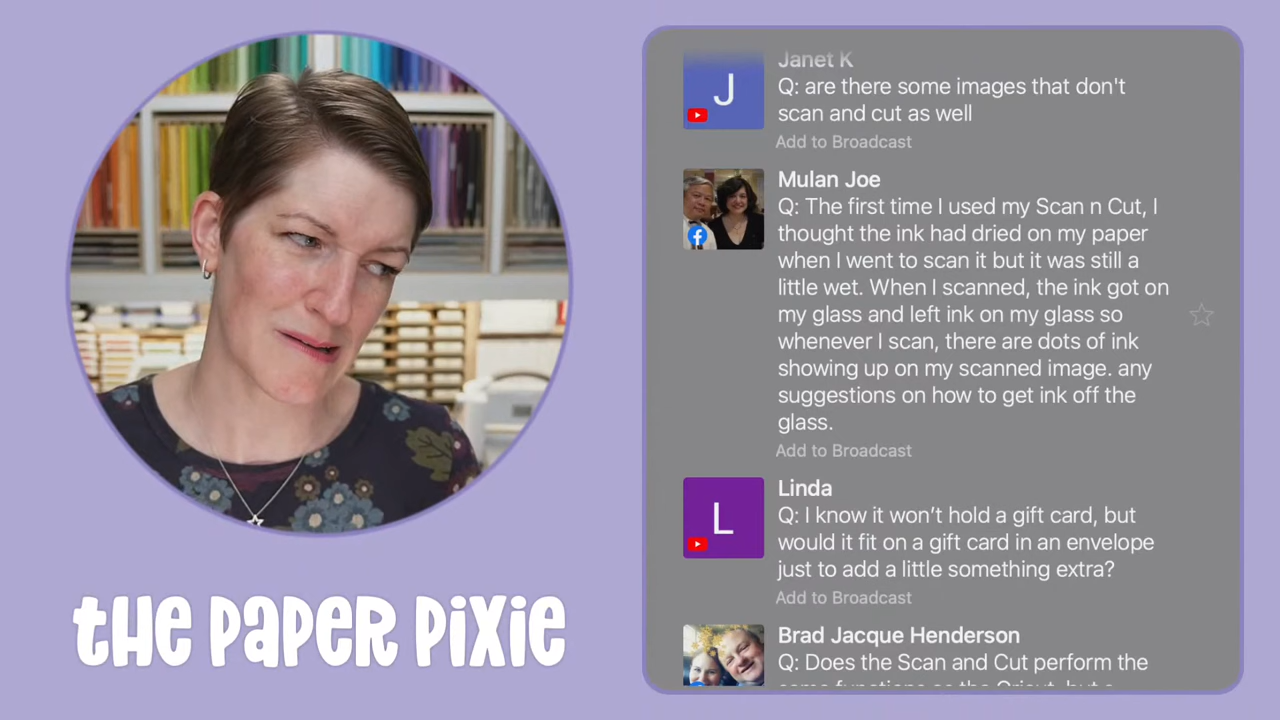 Janet K
J
Q: are there some images that don't
scan and cut as well
Add to Broadcast
Mulan Joe
Q: The first time I used my Scan n Cut, I
thought the ink had dried on my paper
when I went to scan it but it was still a
little wet. When I scanned, the ink got on
my glass and left ink on my glass so
whenever I scan, there are dots of ink
showing up on my scanned image. any
suggestions on how to get ink off the
glass.
Add to Broadcast
Linda
L
Q: I know it won’t hold a gift card, but
would it fit on a gift card in an envelope
just to add a little something extra?
Add to Broadcast
Brad Jacque Henderson
Q: Does the Scan and Cut perform the
the paper pixie